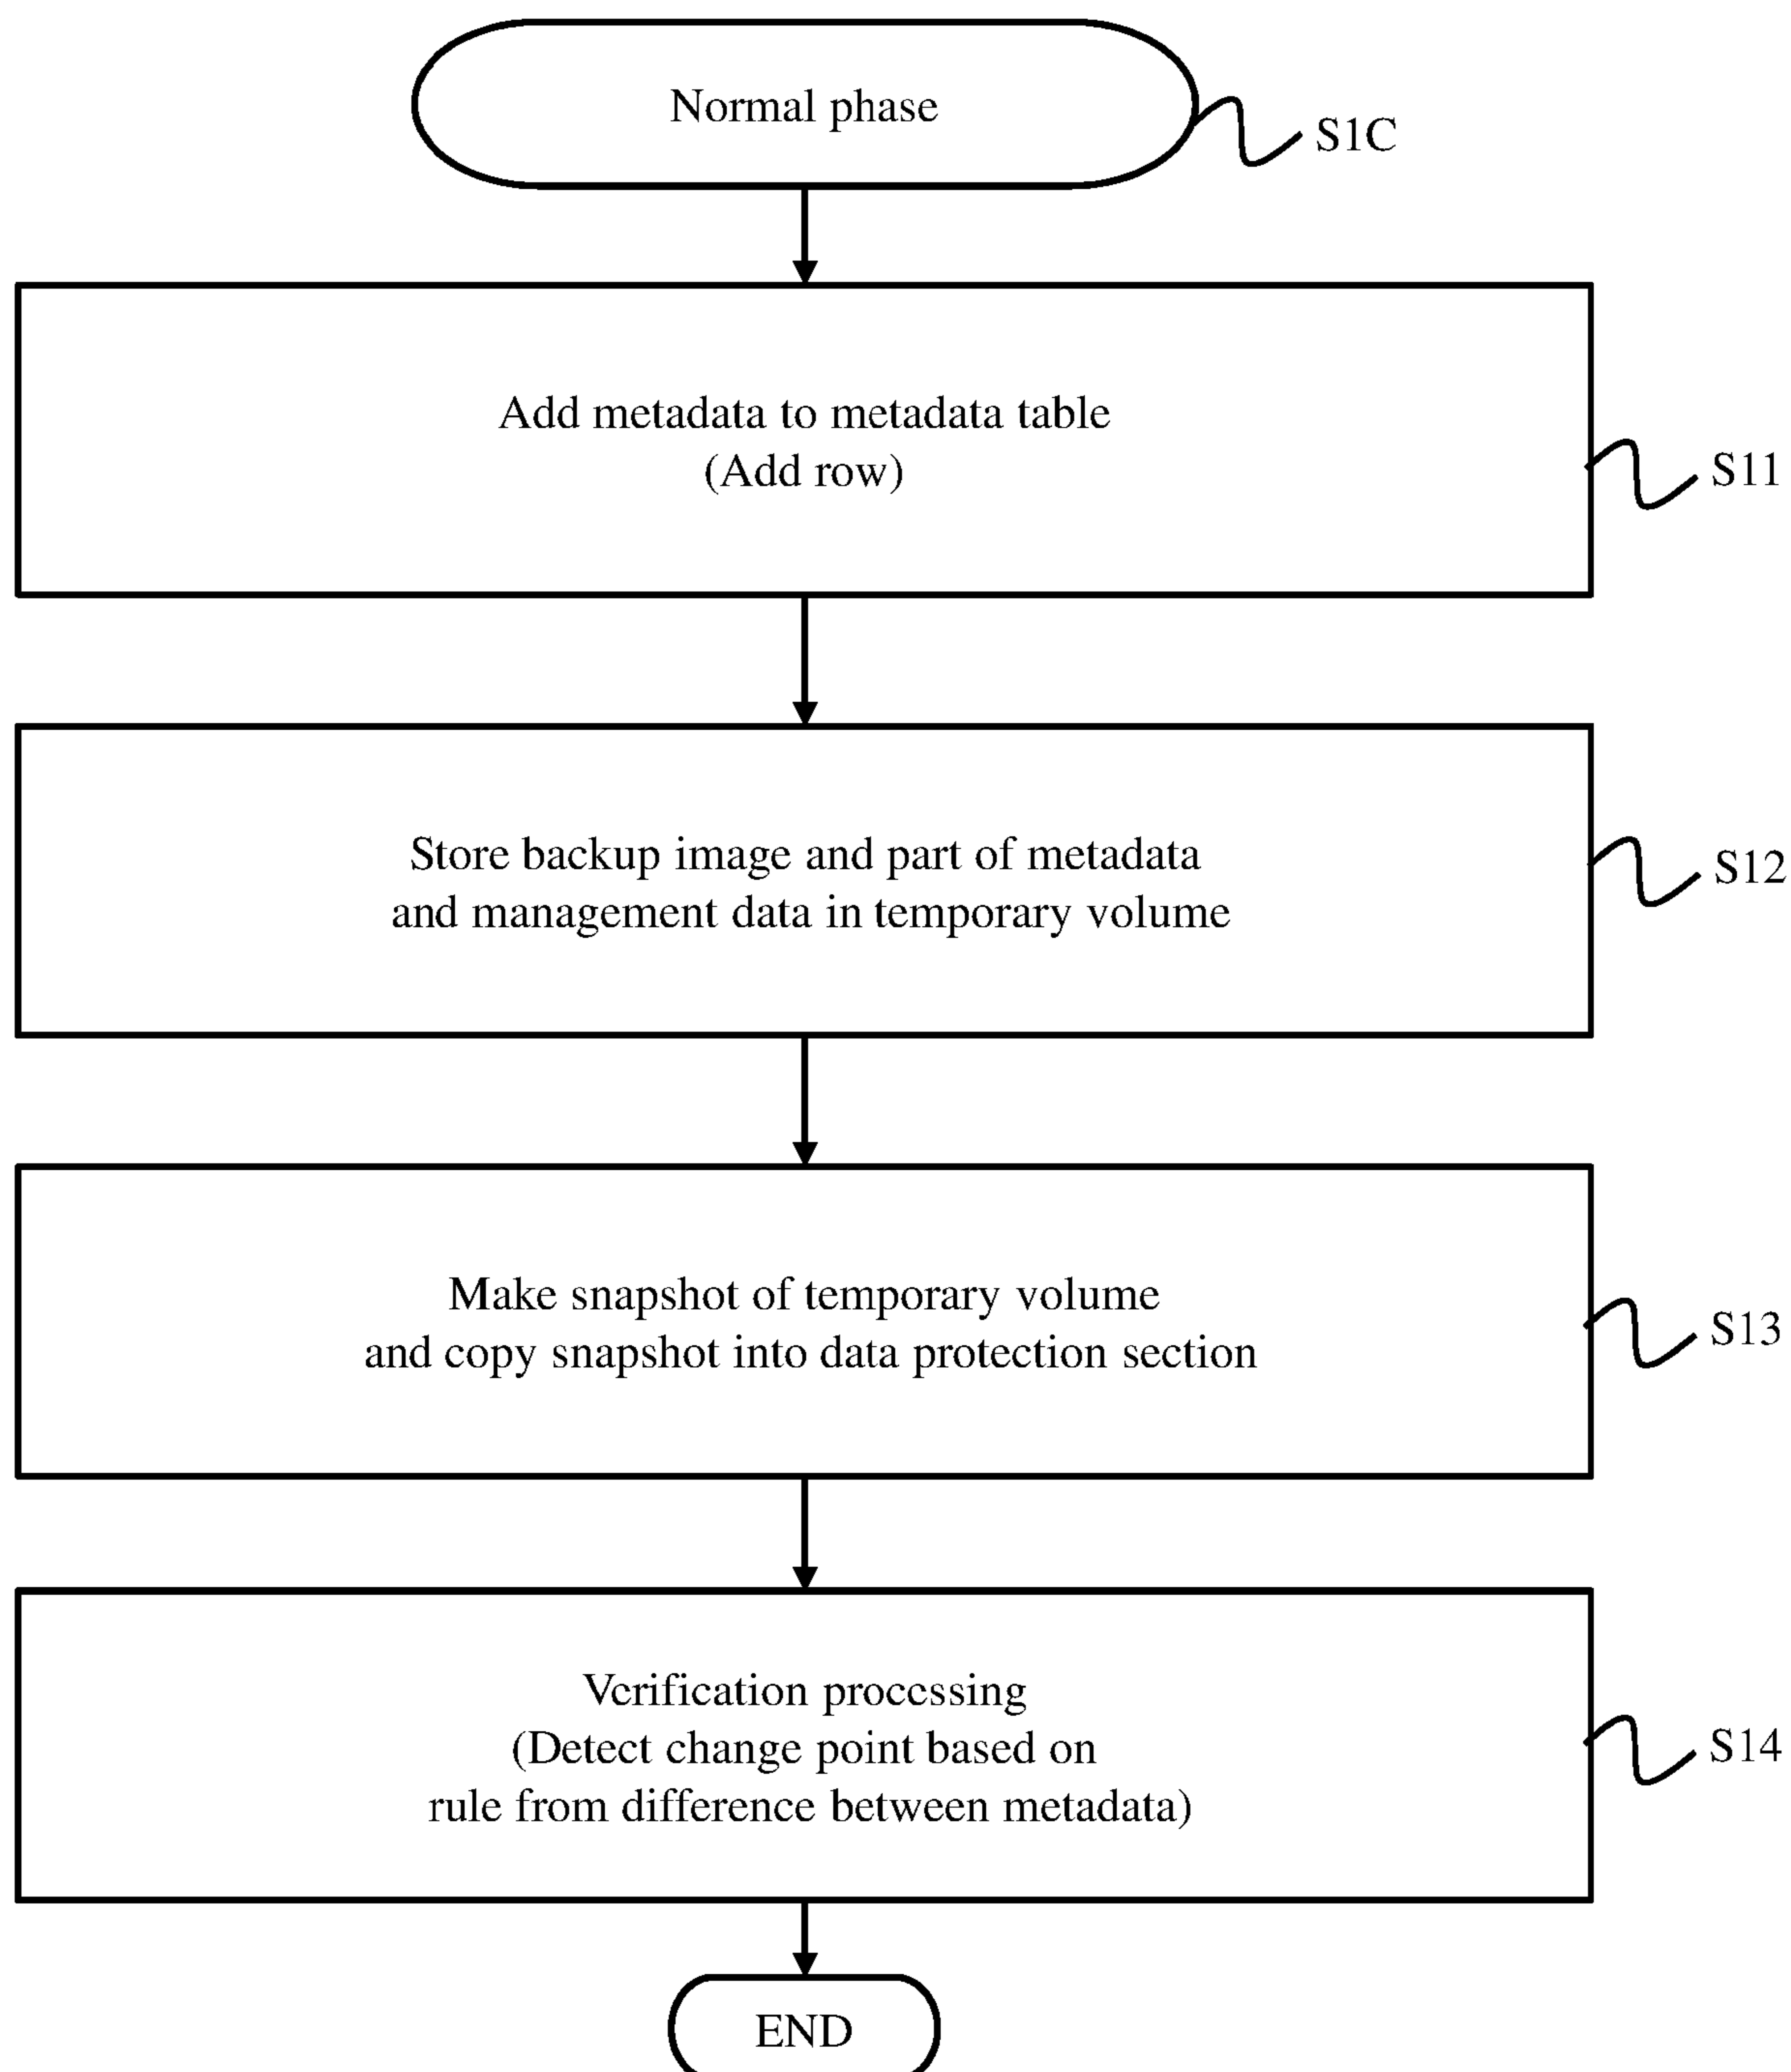 Normal phase
S1C
Add metadata to metadata table
(Add row)
S11
Store backup image and part of metadata
and management data in temporary volume
S12
Make snapshot of temporary volume
and copy snapshot into data protection section
S13
Verification processing
(Detect change point based on
rule from difference between metadata)
S14
END